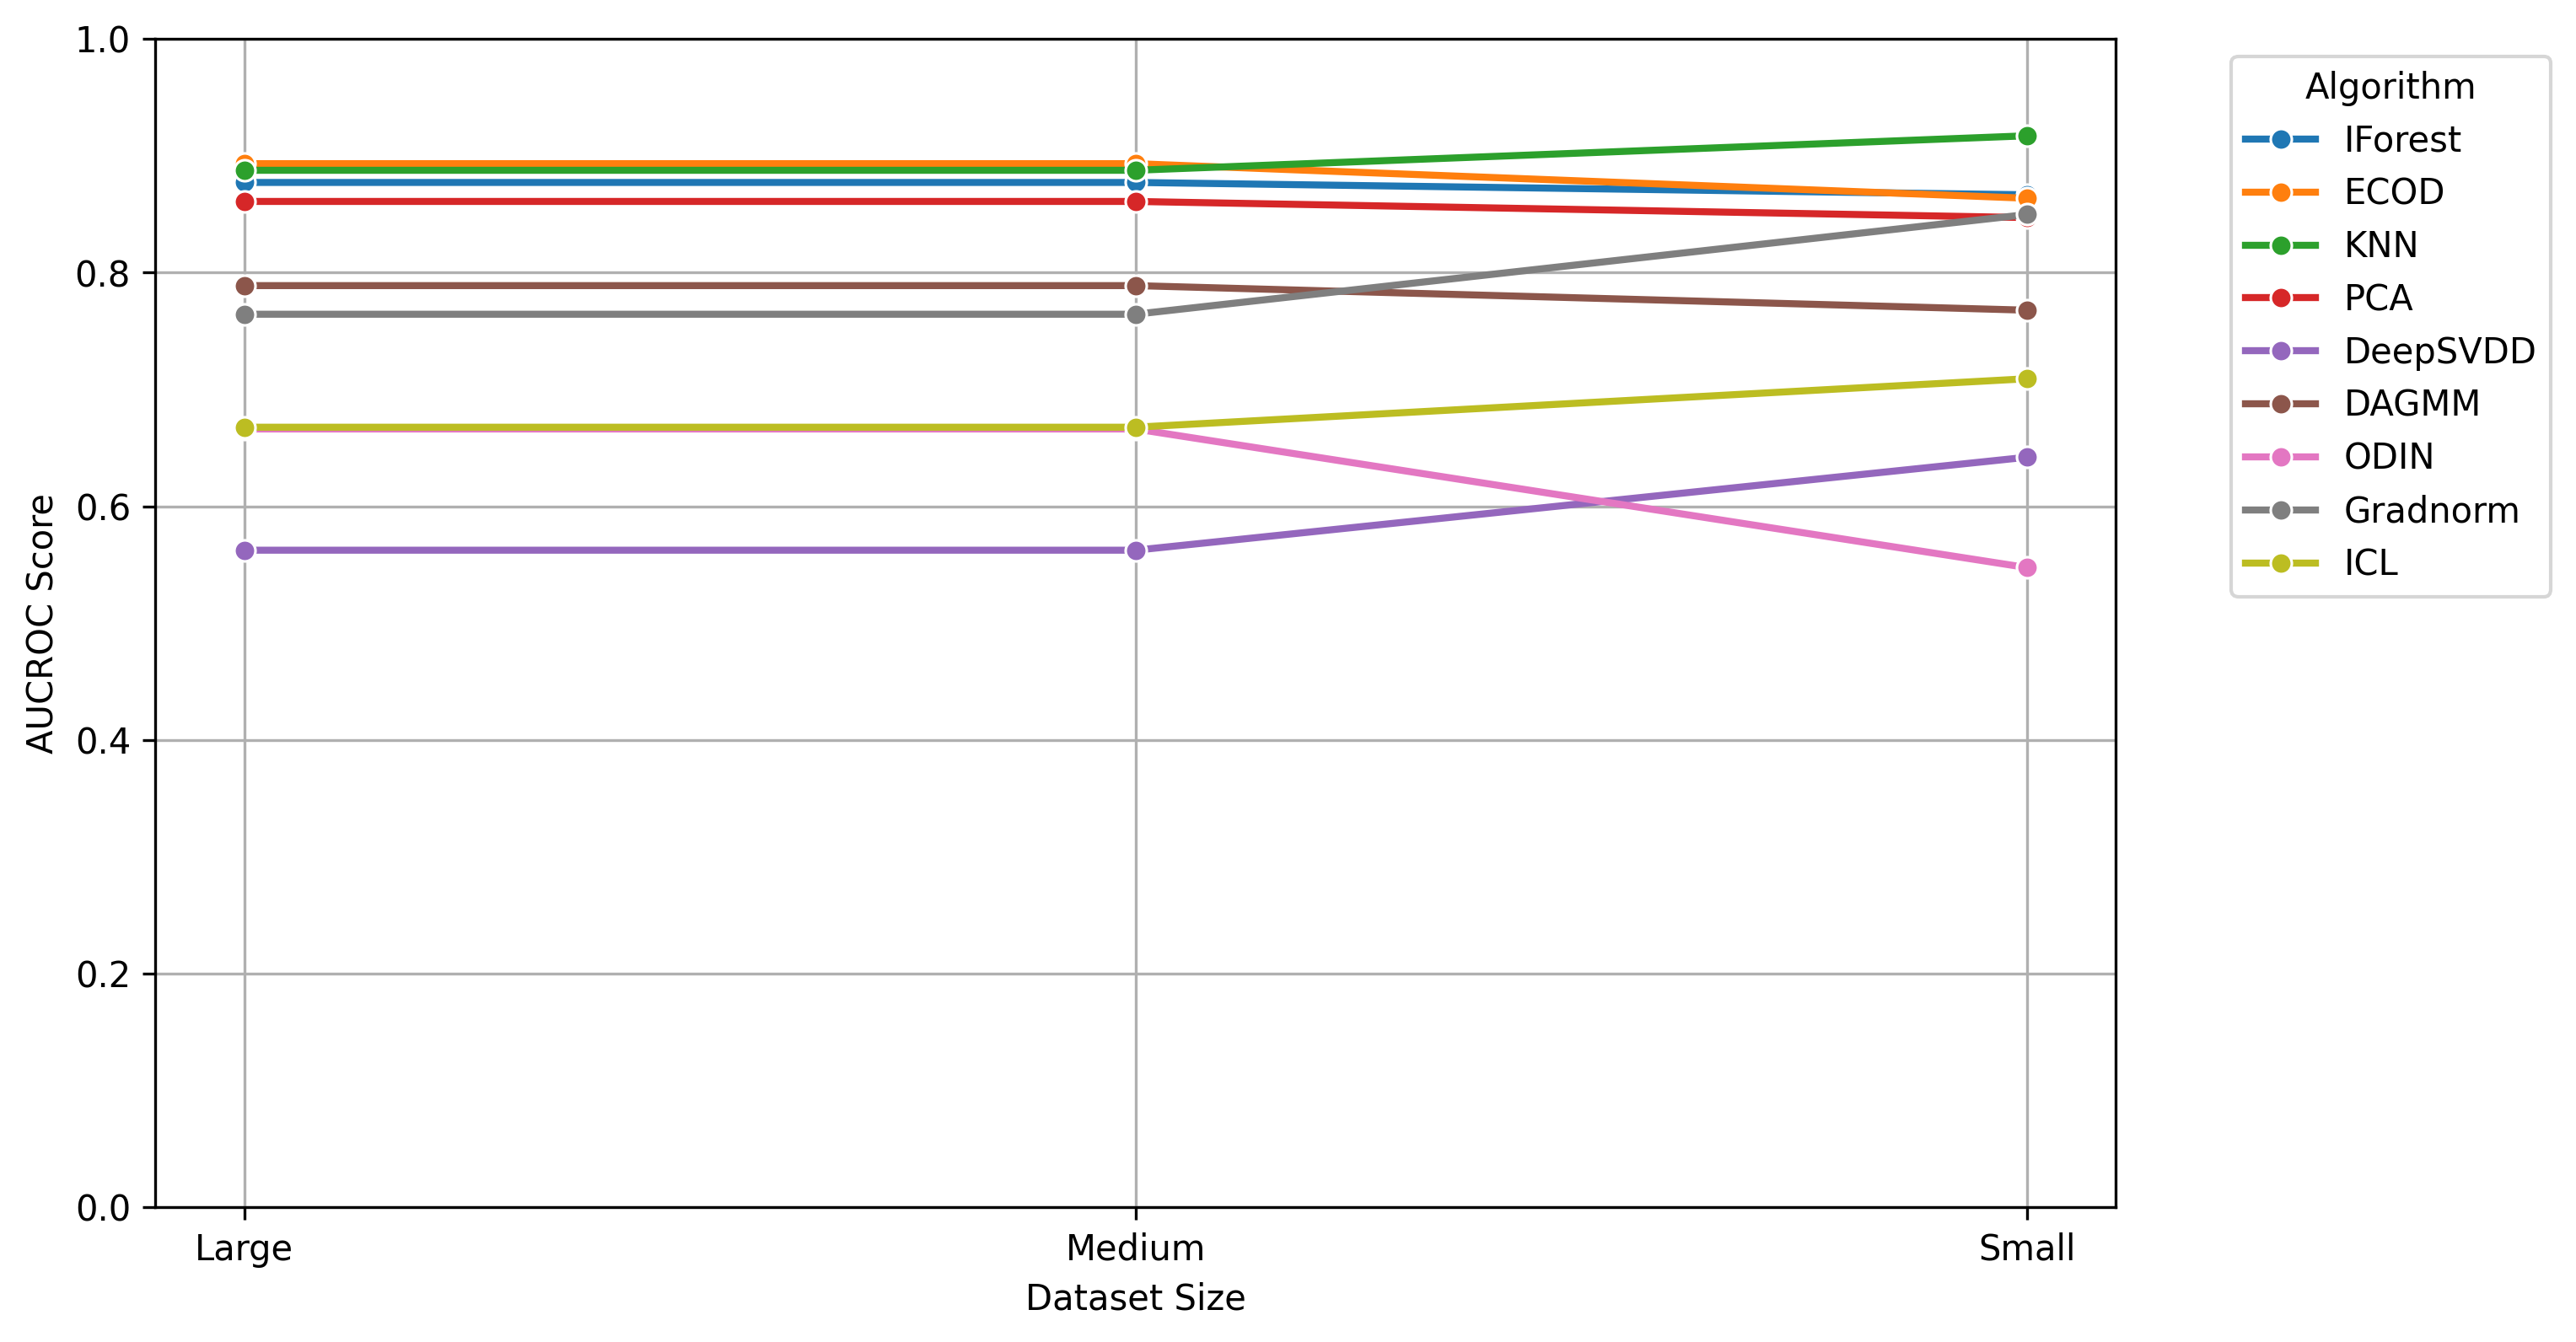 1.0
0.8
0.6
0.4
0.2
0.0
AUCROC Score
Large
Medium
Small
Dataset Size
Algorithm
IForest
ECOD
KNN
PCA
DeepSVDD
DAGMM
ODIN
Gradnorm
ICL